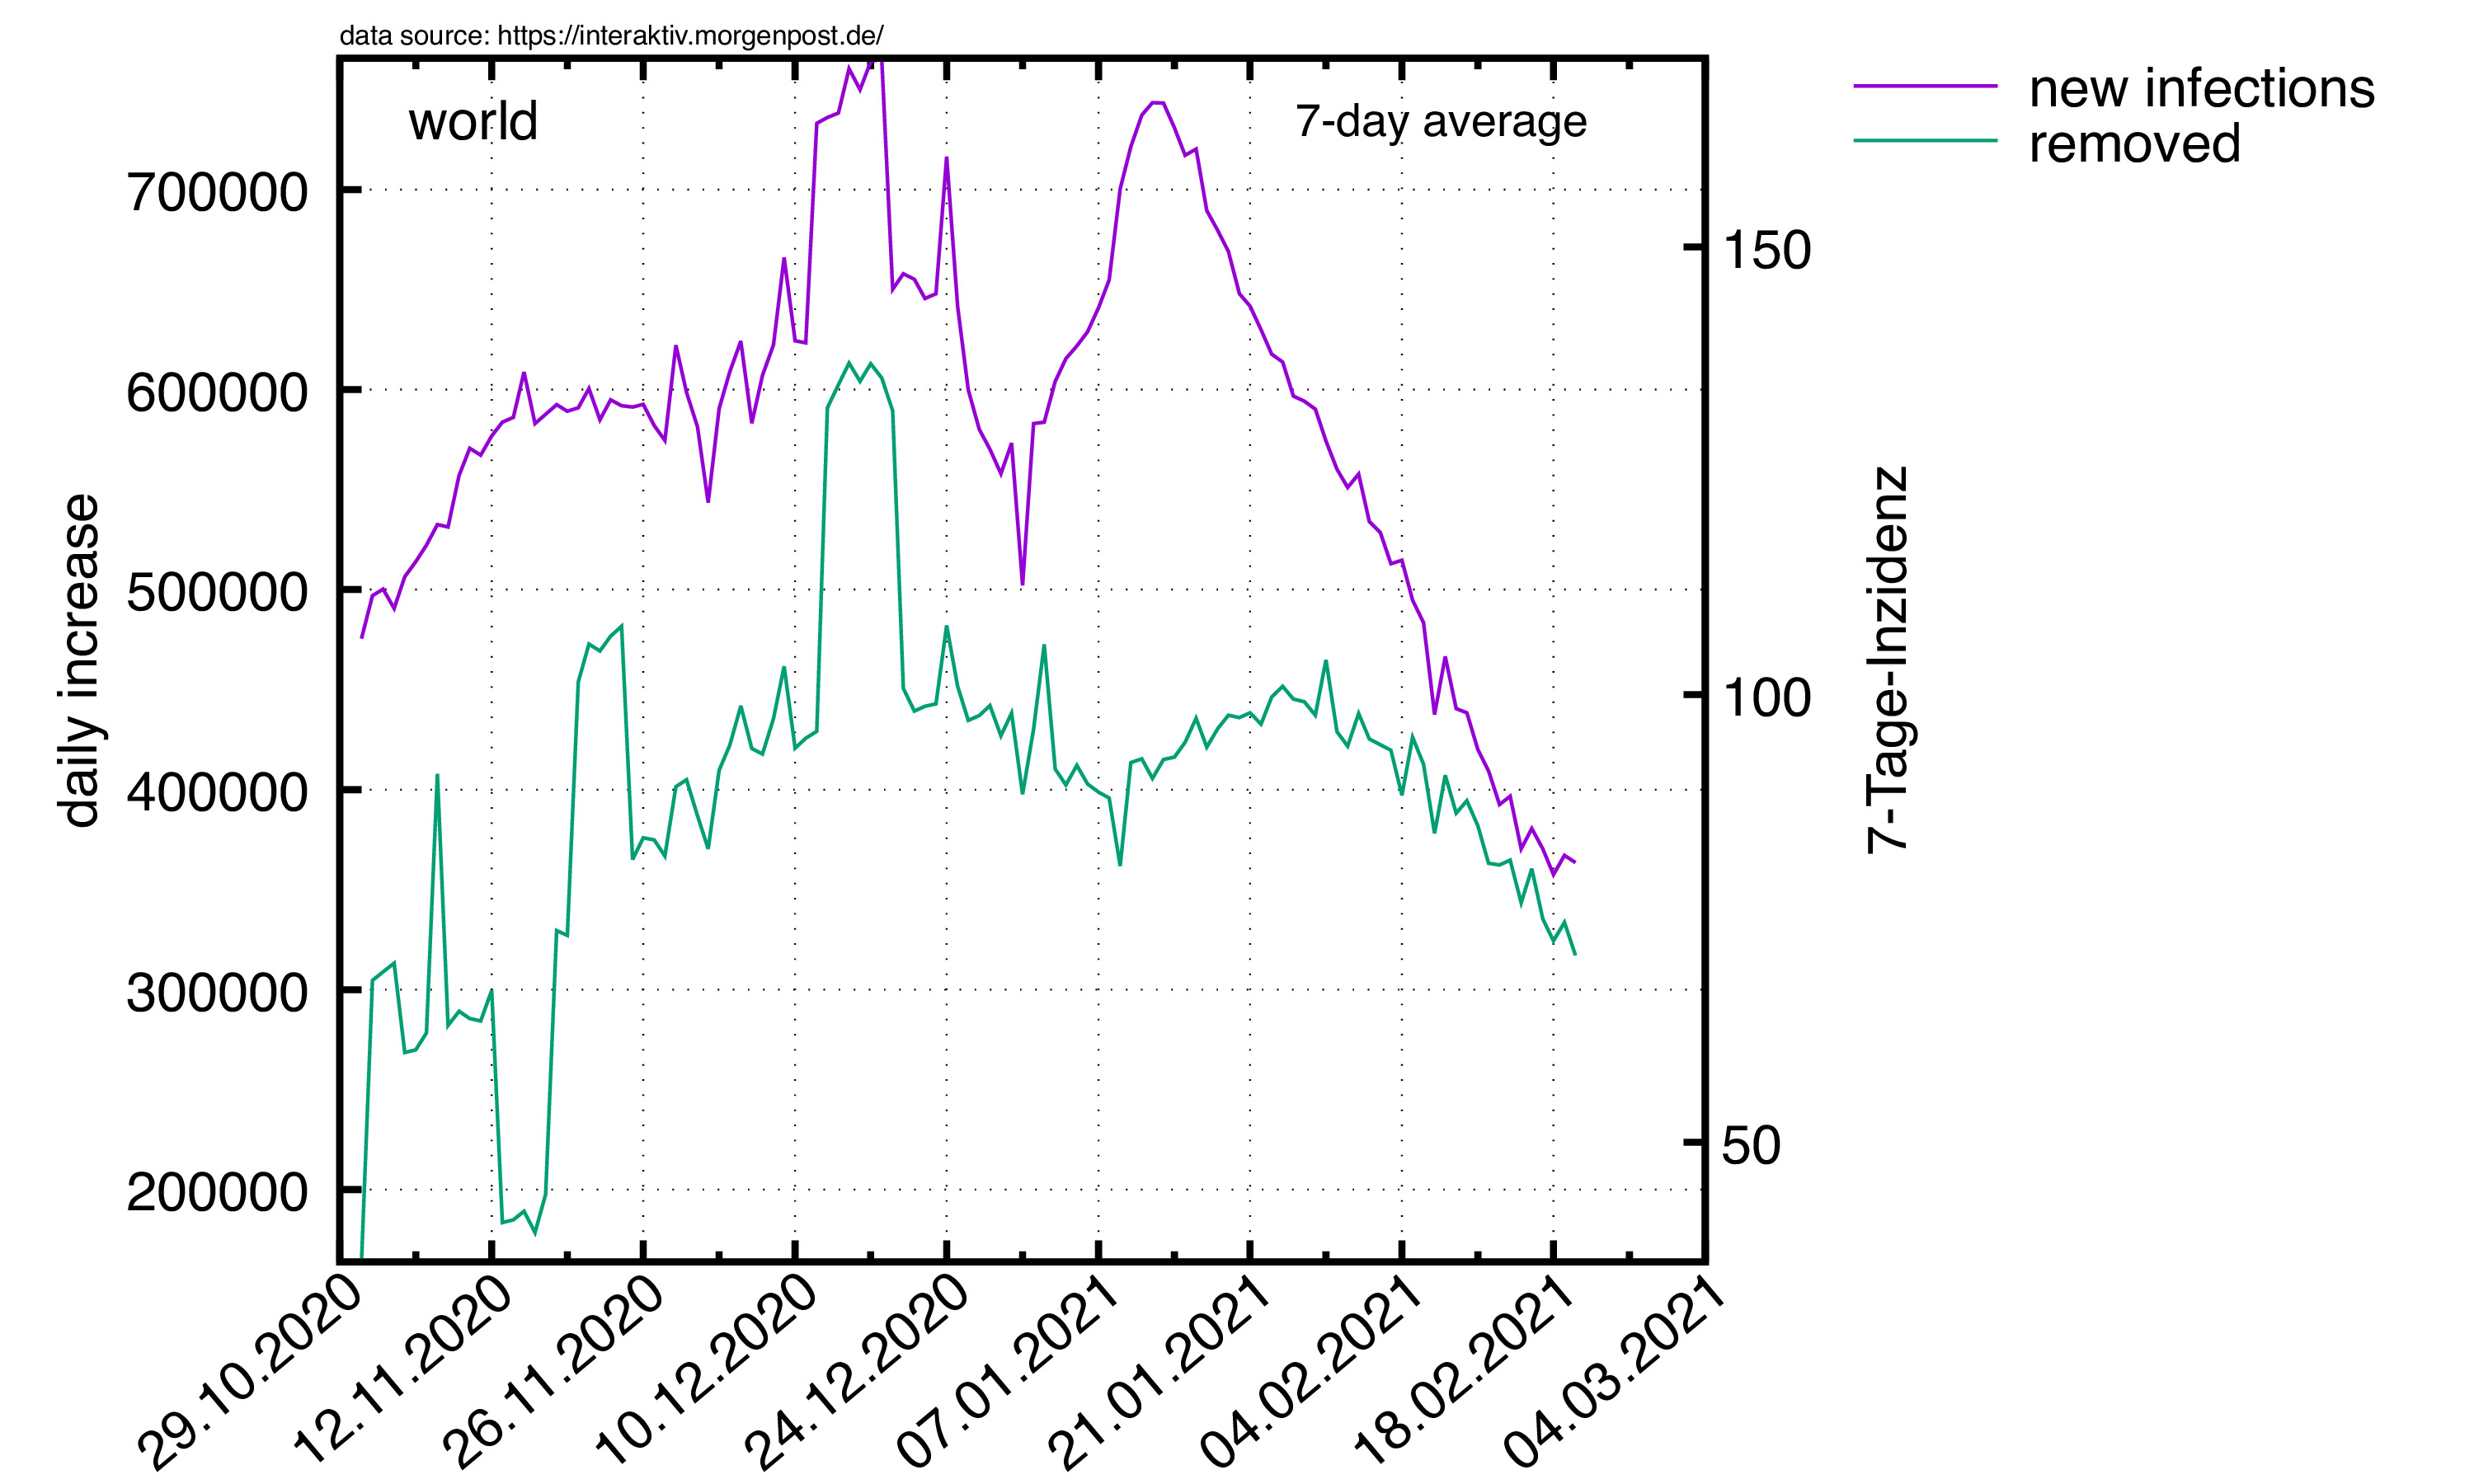 data source: https://interaktiv.morgenpost.de/
world
7-day average
new infections
removed
daily increase
700000
600000
500000
400000
300000
200000
150
100
50
7-Tage-Inzidenz
29.10.2020
12.11.2020
26.11.2020
10.12.2020
24.12.2020
07.01.2021
21.01.2021
04.02.2021
18.02.2021
04.03.2021